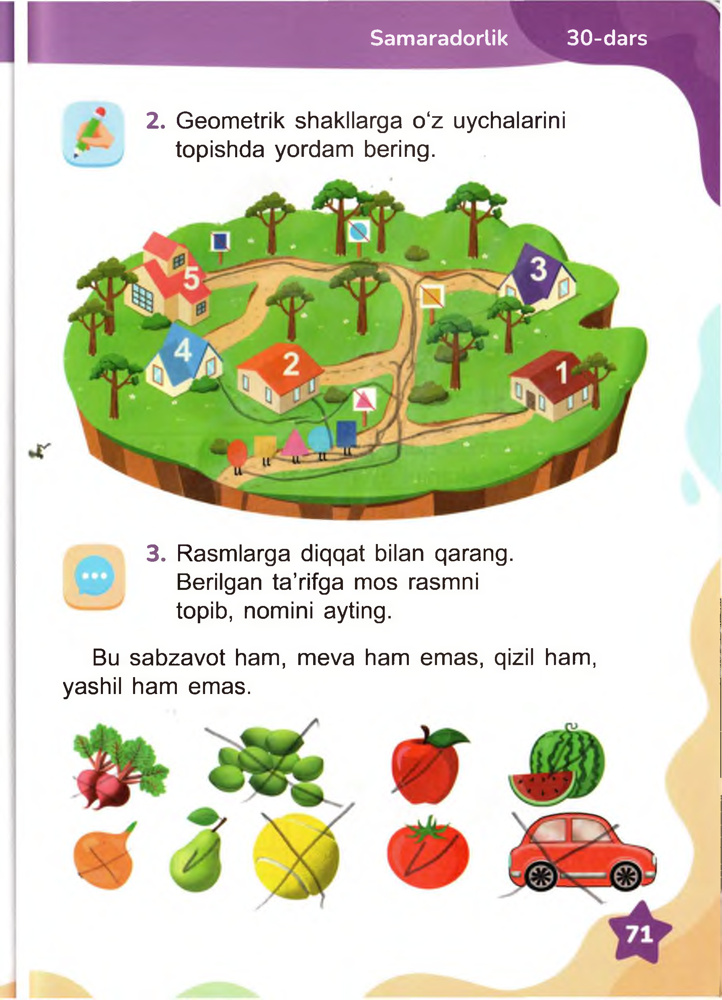 Samaradorlik 30-dars
2. Geometrik shakllarga o‘z uychalarini
topishda yordam bering.
5
3
4
2
1
3. Rasmlarga diqqat bilan qarang.
Berilgan ta’rifga mos rasmni
topib, nomini ayting.
Bu sabzavot ham, meva ham emas, qizil ham,
yashil ham emas.
71